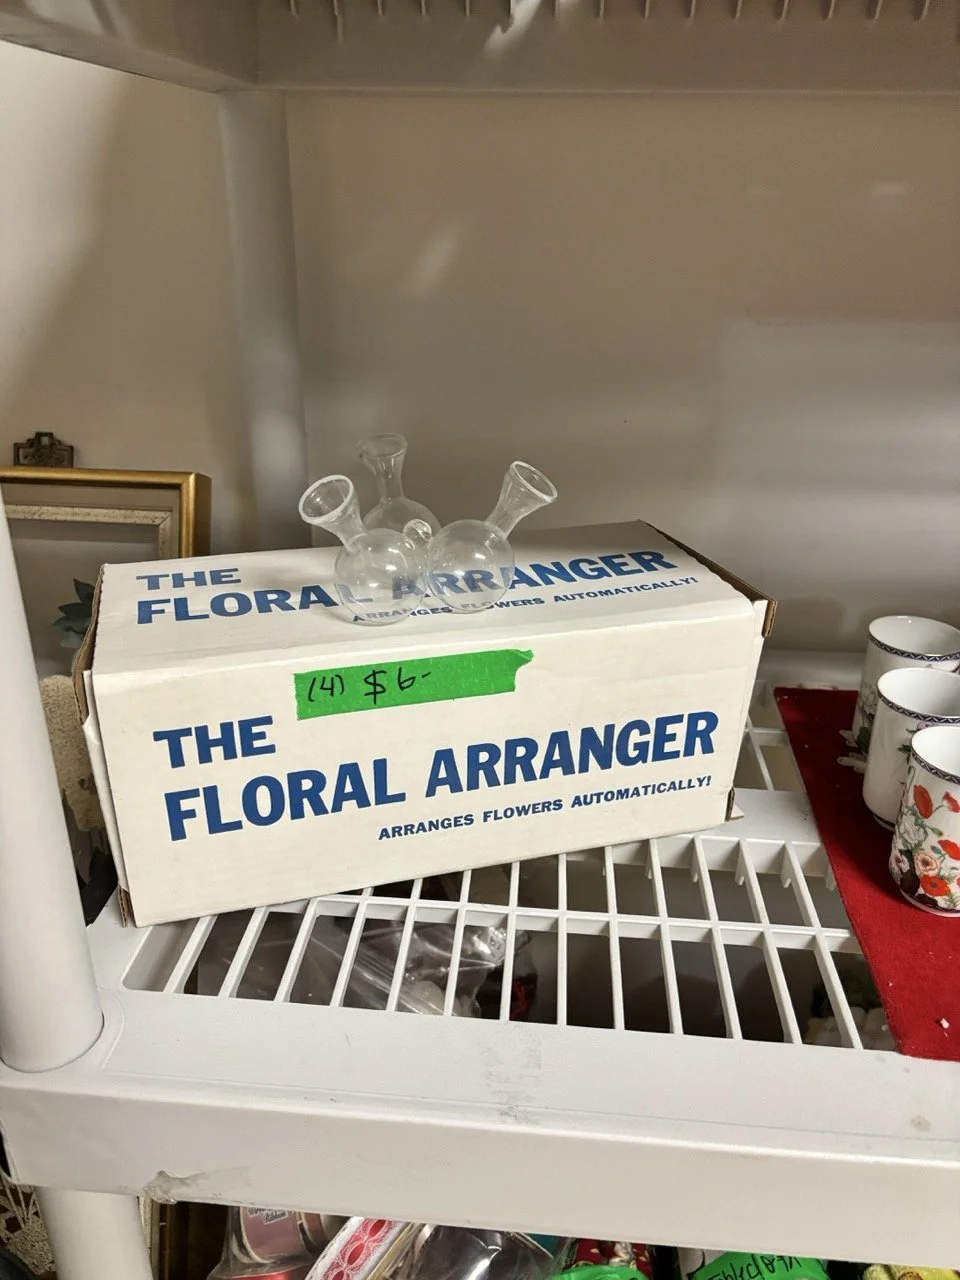 THE
FLORAL ARRANGER
ARRANGES FLOWERS AUTOMATICALLY!
(4) $6-
THE
FLORAL ARRANGER
ARRANGES FLOWERS AUTOMATICALLY!